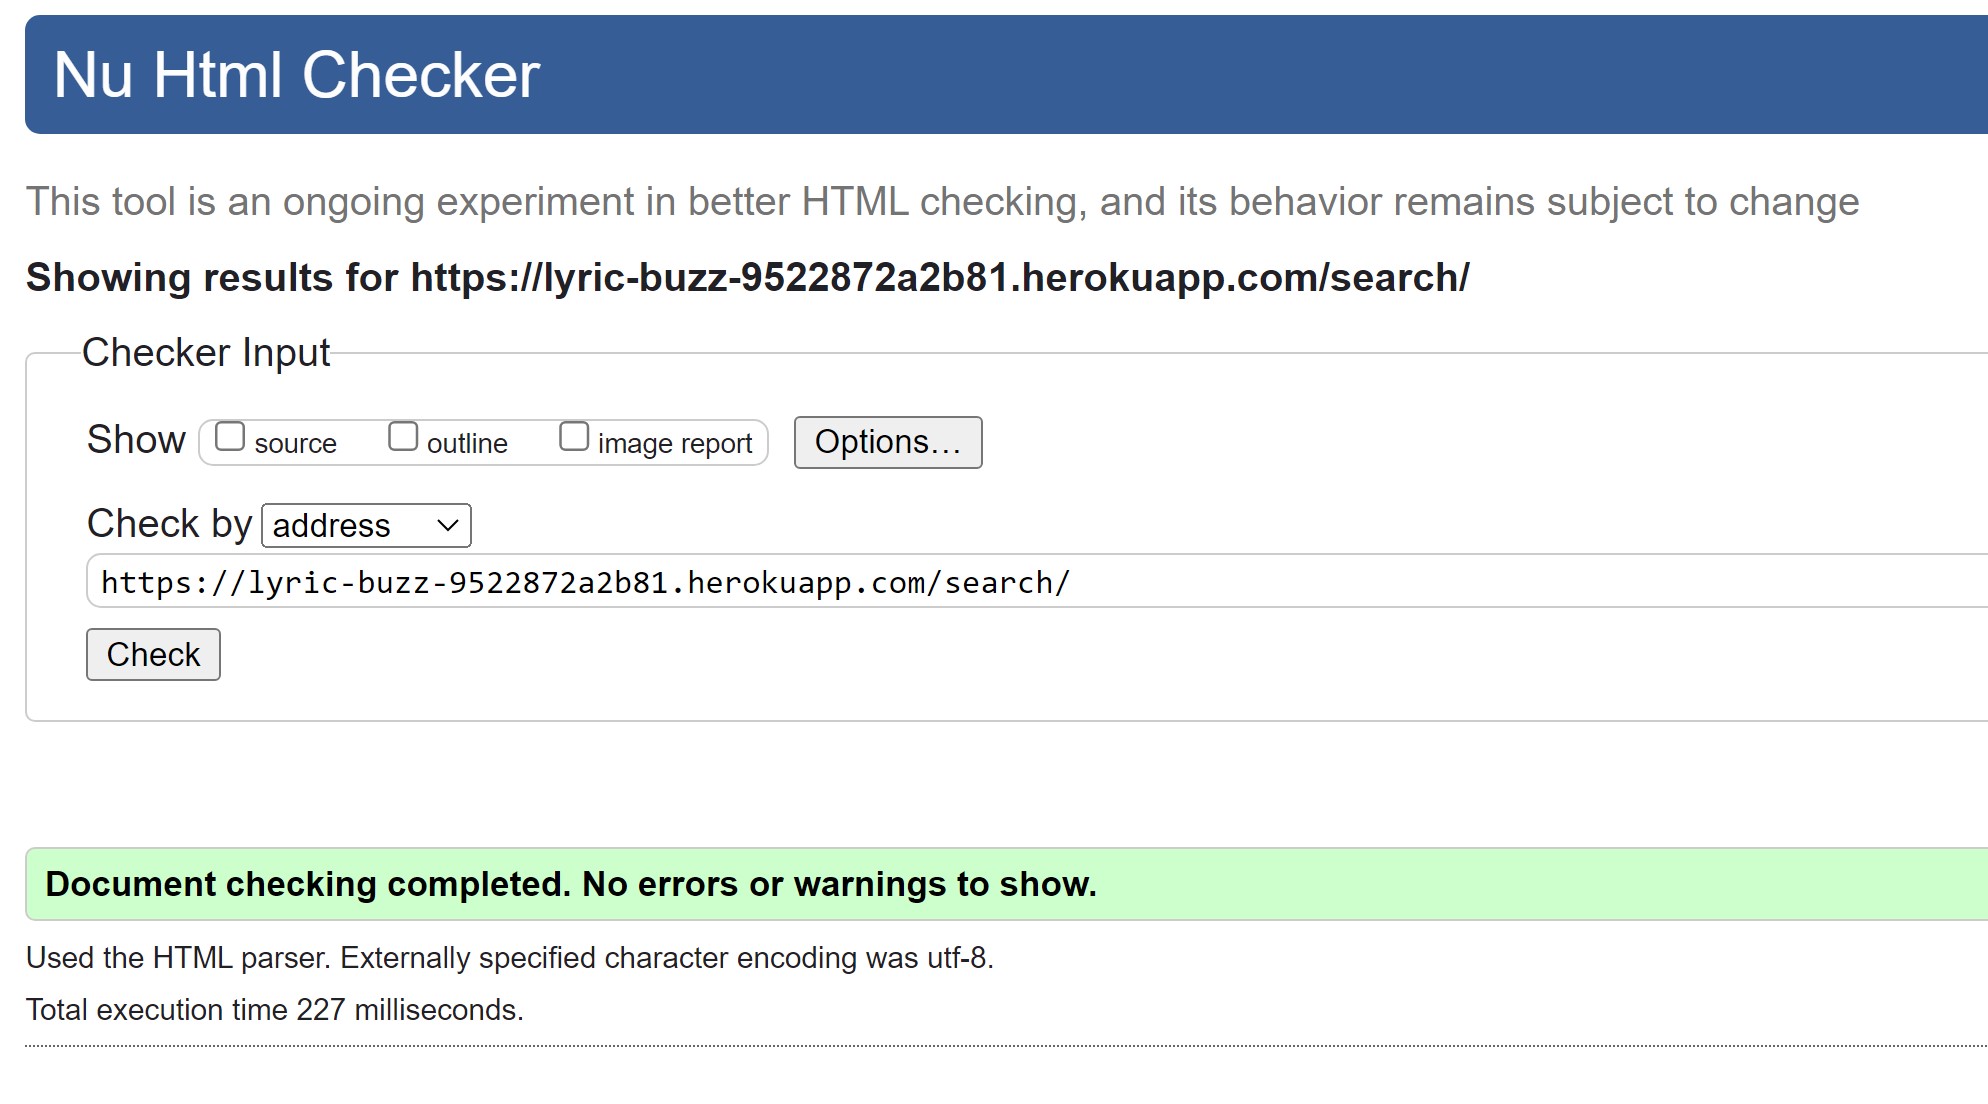 Nu Html Checker
This tool is an ongoing experiment in better HTML checking, and its behavior remains subject to change
Showing results for https://lyric-buzz-9522872a2b81.herokuapp.com/search/
Checker Input
Show source outline image report Options…
Check by address
https://lyric-buzz-9522872a2b81.herokuapp.com/search/
Check
Document checking completed. No errors or warnings to show.
Used the HTML parser. Externally specified character encoding was utf-8.
Total execution time 227 milliseconds.